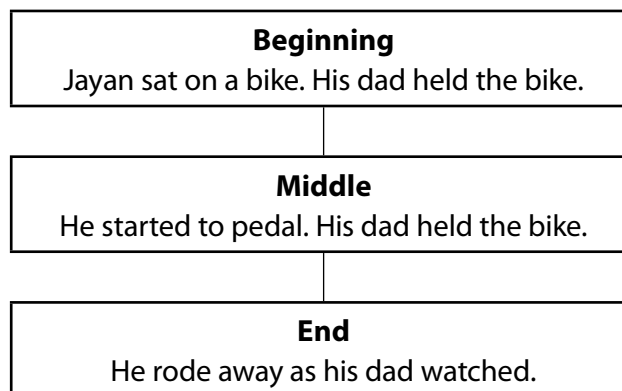 Beginning
Jayan sat on a bike. His dad held the bike.
Middle
He started to pedal. His dad held the bike.
End
He rode away as his dad watched.